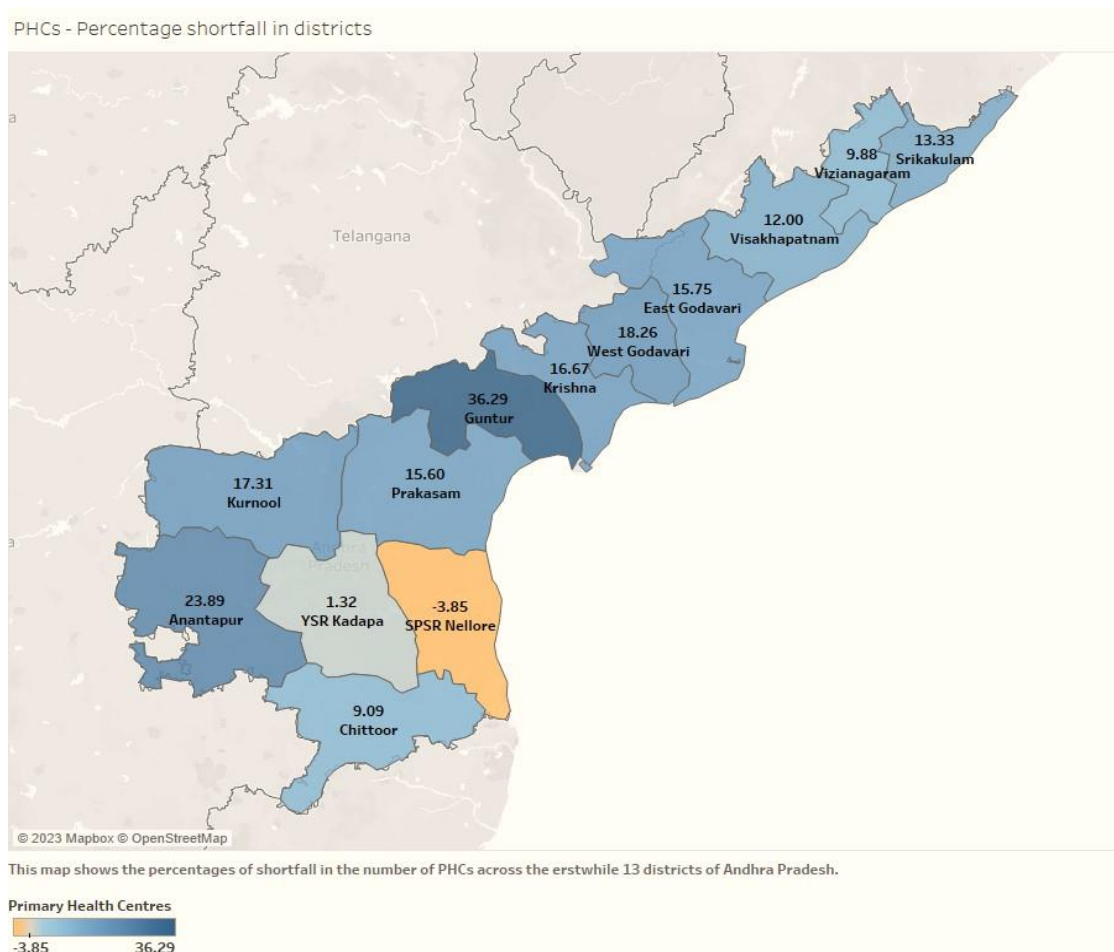 PHCs - Percentage shortfall in districts
a
Telangana
13.33
Srikakulam
9.88
Vizianagaram
12.00
Visakhapatnam
15.75
East Godavari
18.26
West Godavari
16.67
Krishna
36.29
Guntur
15.60
Prakasam
17.31
Kurnool
a
Andhra
Pradesh
23.89
Anantapur
1.32
YSR Kadapa
-3.85
SPSR Nellore
9.09
Chittoor
© 2023 Mapbox © OpenStreetMap
This map shows the percentages of shortfall in the number of PHCs across the erstwhile 13 districts of Andhra Pradesh.
Primary Health Centres
-3.85 36.29